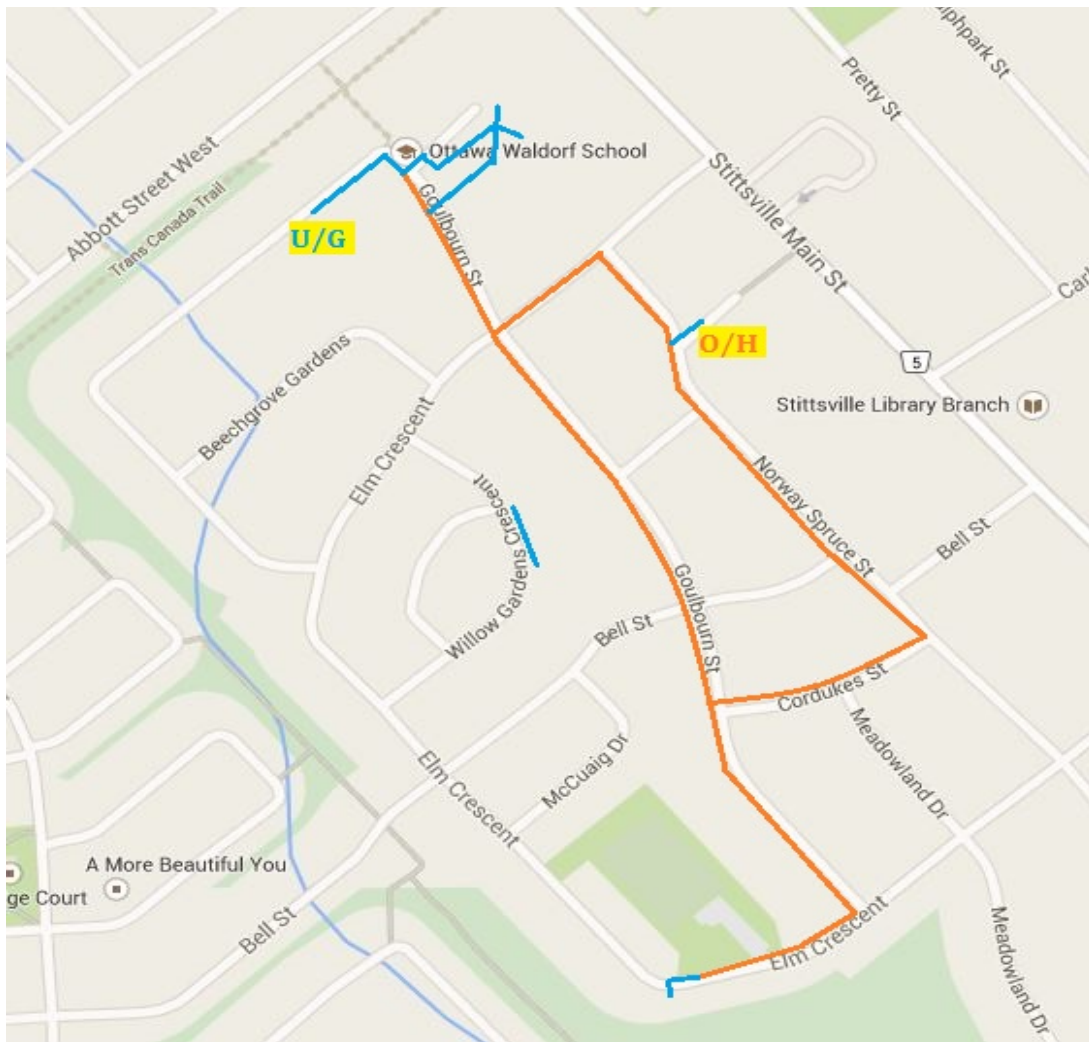 Pretty St
Ottawa Waldorf School
Stittsville Main St
Abbott Street West
Trans Canada Trail
Goulbourn St
U/G
O/H
5
Beechgrove Gardens
Elm Crescent
Stittsville Library Branch
Willow Gardens Crescent
Norway Spruce St
Bell St
Goulbourn St
Bell St
Cordukes St
Meadowland Dr
McCuaig Dr
Elm Crescent
A More Beautiful You
ge Court
Bell St
Elm Crescent
Meadowland Dr